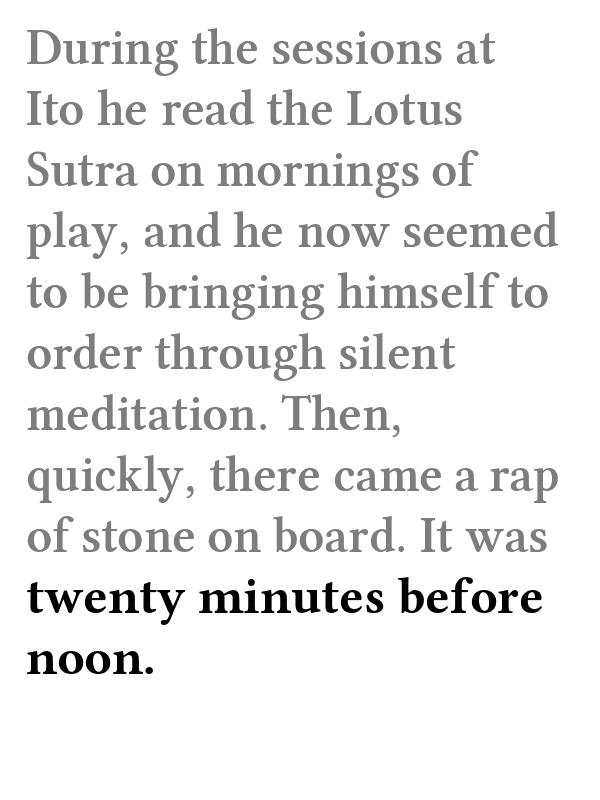 During the sessions at
Ito he read the Lotus
Sutra on mornings of
play, and he now seemed
to be bringing himself to
order through silent
meditation. Then,
quickly, there came a rap
of stone on board. It was
twenty minutes before
noon.